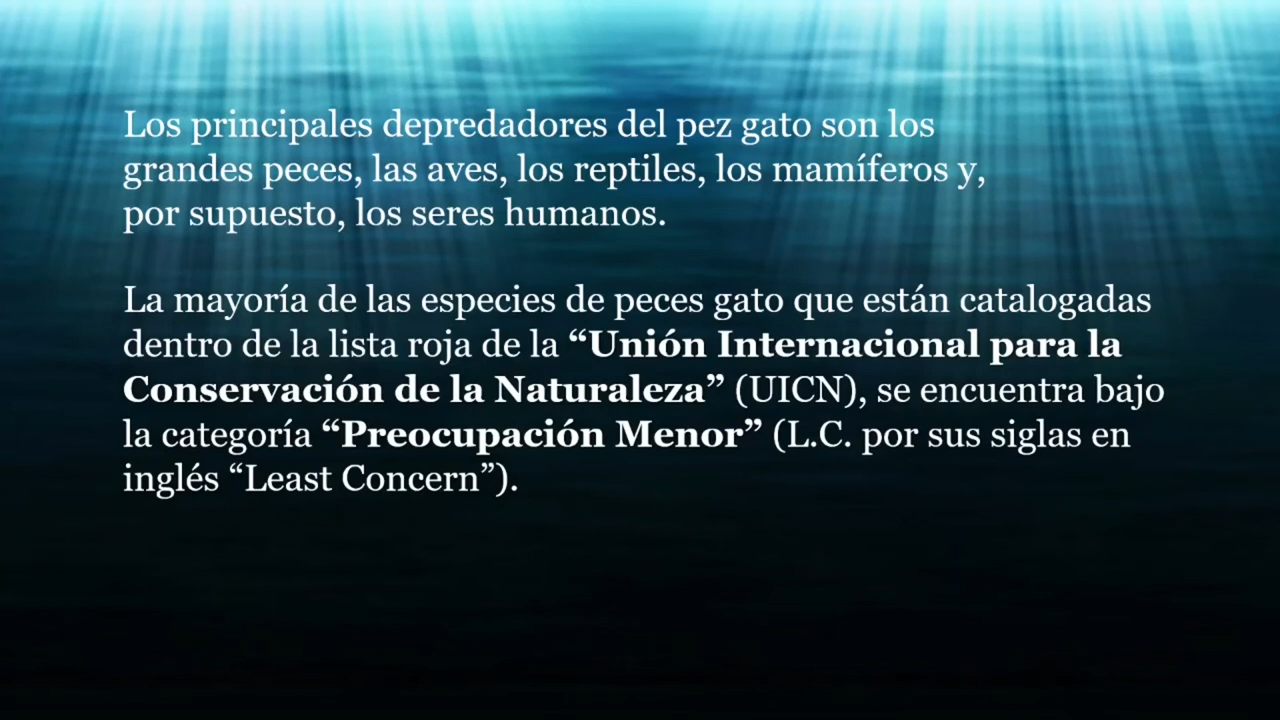 Los principales depredadores del pez gato son los
grandes peces, las aves, los reptiles, los mamíferos y,
por supuesto, los seres humanos.
La mayoría de las especies de peces gato que están catalogadas
dentro de la lista roja de la “Unión Internacional para la
Conservación de la Naturaleza” (UICN), se encuentra bajo
la categoría “Preocupación Menor” (L.C. por sus siglas en
inglés “Least Concern”).